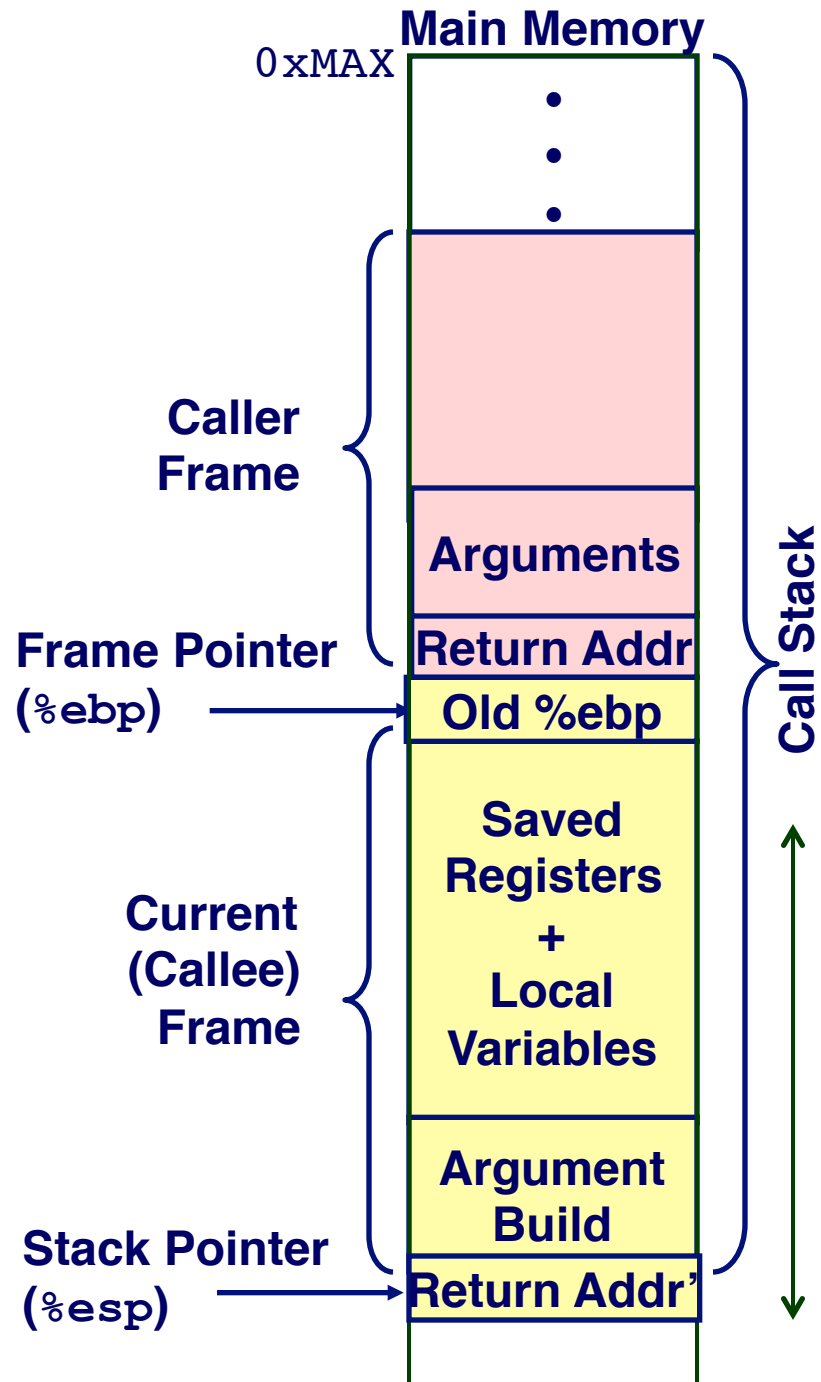 Main Memory
0xMAX
•
•
•
Caller
Frame
Arguments
Return Addr
Frame Pointer
(%ebp)
Old %ebp
Call Stack
Saved
Registers
+
Local
Variables
Current
(Callee)
Frame
Argument
Build
Stack Pointer
(%esp)
Return Addr’